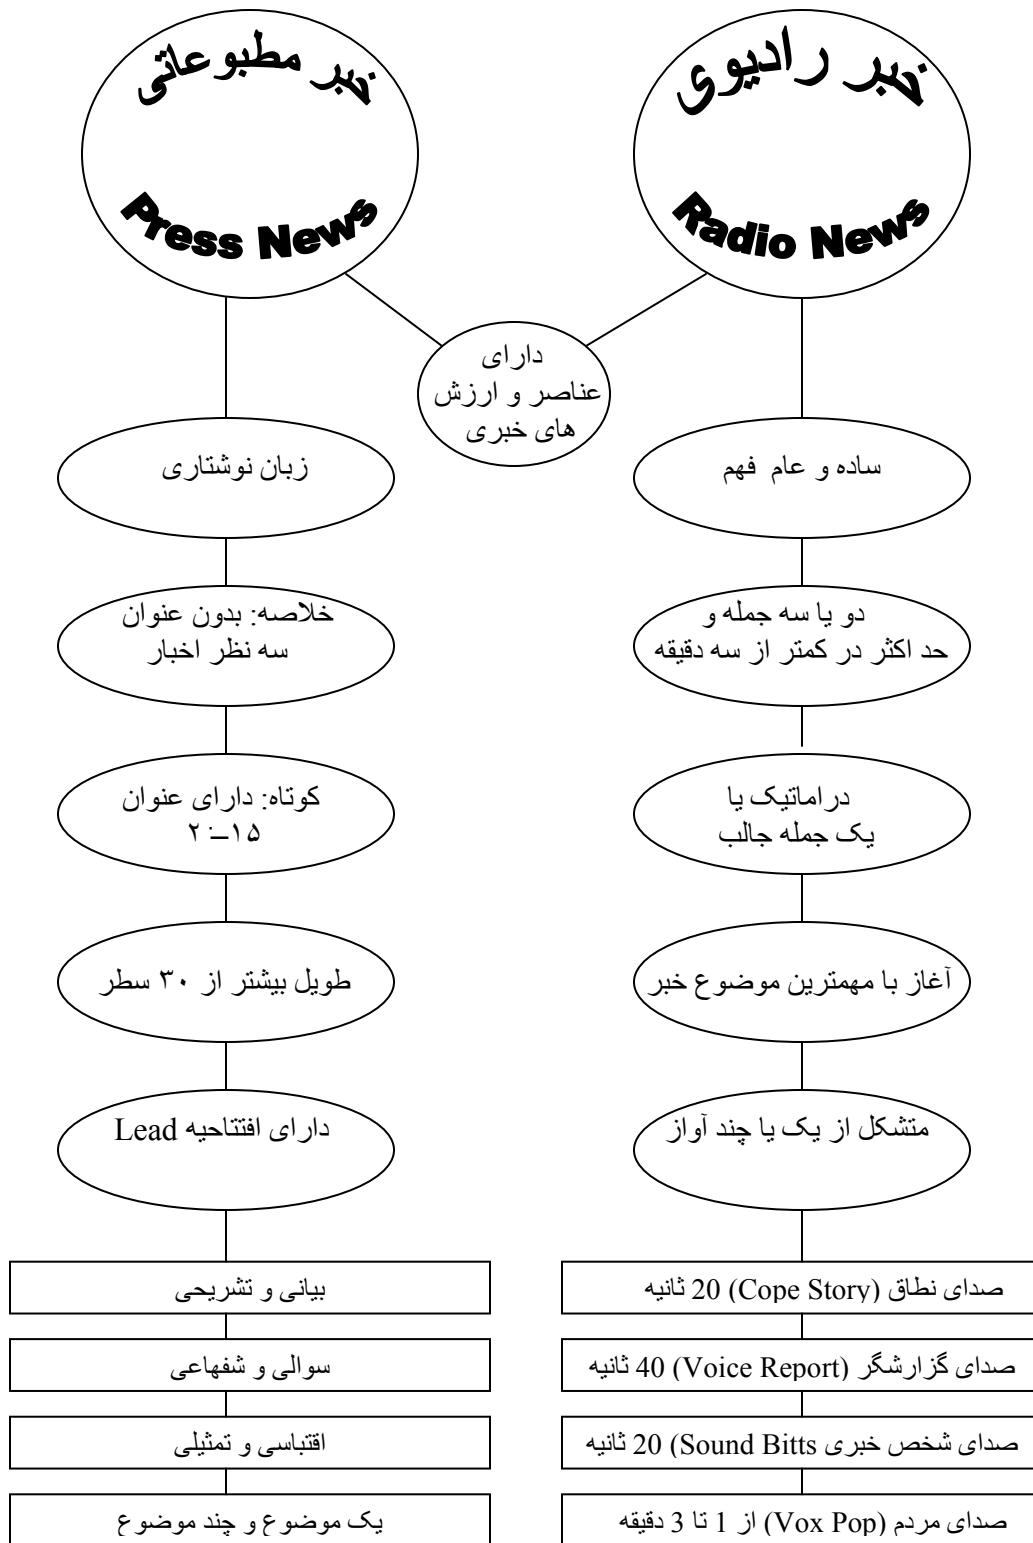 خبر رادیوی
Radio News
خبر مطبوعاتی
Press News
دارای
عناصر و ارزش
های خبری
ساده و عام فهم
دو یا سه جمله و
حد اکثر در کمتر از سه دقیقه
دراماتیک یا
یک جمله جالب
آغاز با مهمترین موضوع خبر
متشکل از یک یا چند آواز
صدای نطاق (Cope Story) 20 ثانیه
صدای گزارشگر (Voice Report) 40 ثانیه
صدای شخص خبری Sound Bitts) 20 ثانیه
صدای مردم (Vox Pop) از 1 تا 3 دقیقه
زبان نوشتاری
خلاصه: بدون عنوان
سه نظر اخبار
کوتاه: دارای عنوان
۱۵–۲۰
طویل بیشتر از ۳۰ سطر
دارای افتتاحیه Lead
بیانی و تشریحی
سوالی و شفهاعی
اقتباسی و تمثیلی
یک موضوع و چند موضوع